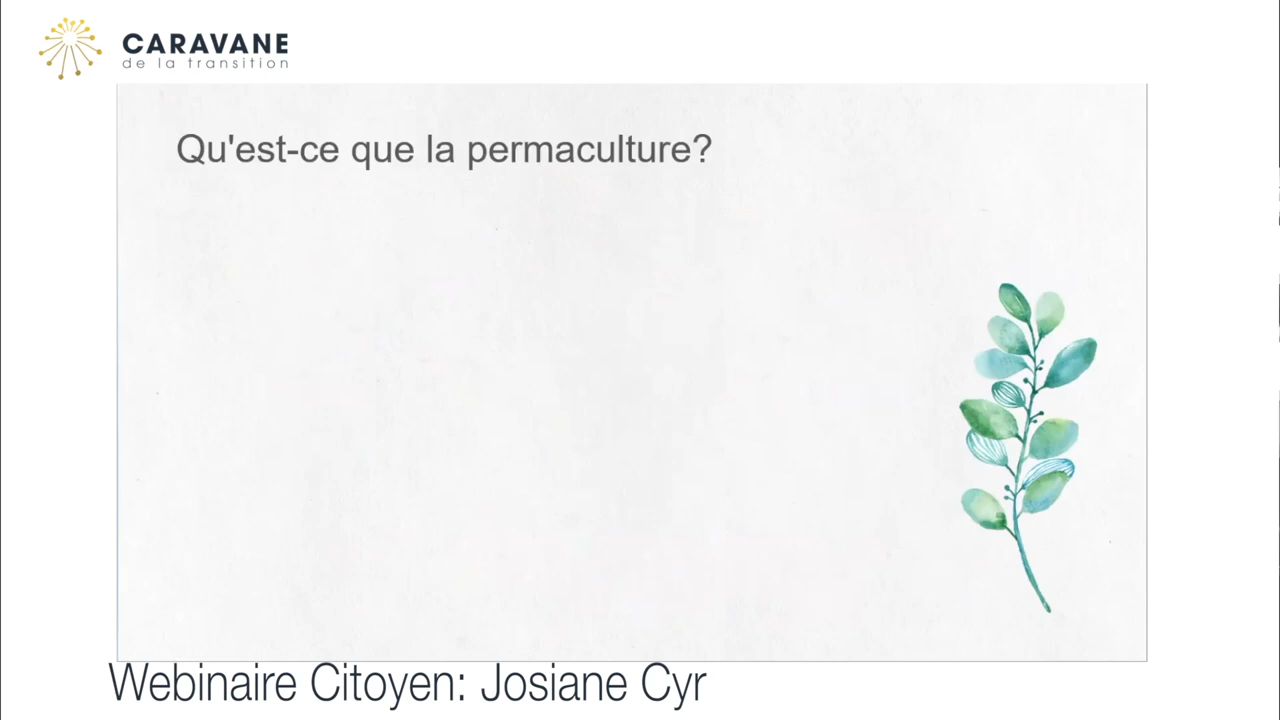 CARAVANE
de la transition
Qu'est-ce que la permaculture?
Webinaire Citoyen: Josiane Cyr